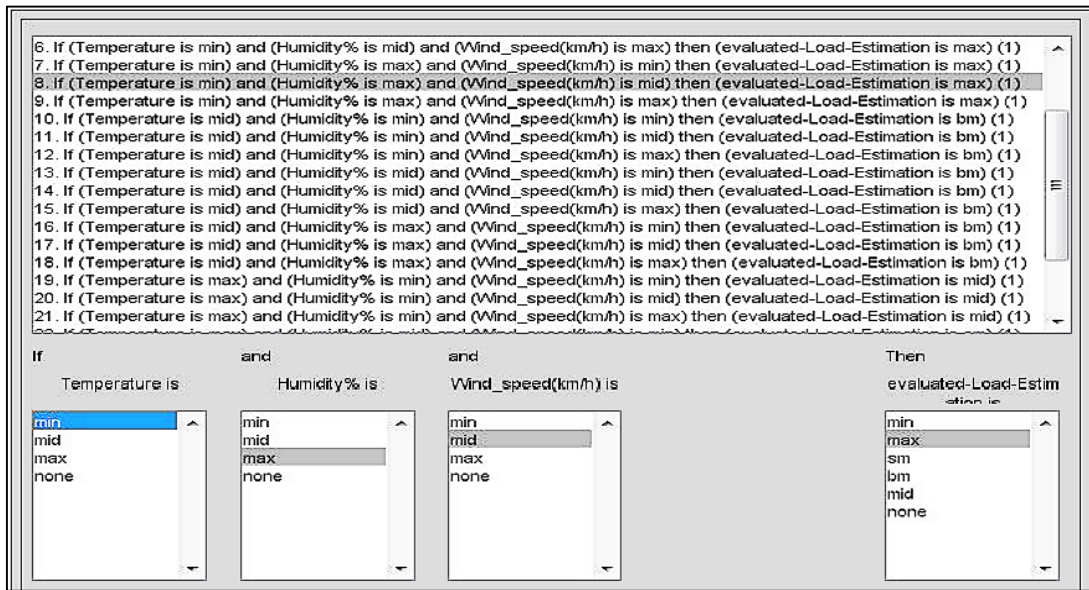 6. If (Temperature is min) and (Humidity% is mid) and (Wind_speed(km/h) is max) then (evaluated-Load-Estimation is max) (1)
7. If (Temperature is min) and (Humidity% is max) and (Wind_speed(km/h) is min) then (evaluated-Load-Estimation is max) (1)
8. If (Temperature is min) and (Humidity% is max) and (Wind_speed(km/h) is mid) then (evaluated-Load-Estimation is max) (1)
9. If (Temperature is min) and (Humidity% is max) and (Wind_speed(km/h) is max) then (evaluated-Load-Estimation is max) (1)
10. If (Temperature is mid) and (Humidity% is min) and (Wind_speed(km/h) is min) then (evaluated-Load-Estimation is bm) (1)
11. If (Temperature is mid) and (Humidity% is min) and (Wind_speed(km/h) is mid) then (evaluated-Load-Estimation is bm) (1)
12. If (Temperature is mid) and (Humidity% is min) and (Wind_speed(km/h) is max) then (evaluated-Load-Estimation is bm) (1)
13. If (Temperature is mid) and (Humidity% is mid) and (Wind_speed(km/h) is min) then (evaluated-Load-Estimation is bm) (1)
14. If (Temperature is mid) and (Humidity% is mid) and (Wind_speed(km/h) is mid) then (evaluated-Load-Estimation is bm) (1)
15. If (Temperature is mid) and (Humidity% is mid) and (Wind_speed(km/h) is max) then (evaluated-Load-Estimation is bm) (1)
16. If (Temperature is mid) and (Humidity% is max) and (Wind_speed(km/h) is min) then (evaluated-Load-Estimation is bm) (1)
17. If (Temperature is mid) and (Humidity% is max) and (Wind_speed(km/h) is mid) then (evaluated-Load-Estimation is bm) (1)
18. If (Temperature is mid) and (Humidity% is max) and (Wind_speed(km/h) is max) then (evaluated-Load-Estimation is bm) (1)
19. If (Temperature is max) and (Humidity% is min) and (Wind_speed(km/h) is min) then (evaluated-Load-Estimation is mid) (1)
20. If (Temperature is max) and (Humidity% is min) and (Wind_speed(km/h) is mid) then (evaluated-Load-Estimation is mid) (1)
21. If (Temperature is max) and (Humidity% is min) and (Wind_speed(km/h) is max) then (evaluated-Load-Estimation is mid) (1)
If and and Then
Temperature is Humidity% is Wind_speed(km/h) is evaluated-Load-Estim
ation is
min min min min
mid mid mid max
max max max sm
none none none bm
mid
none